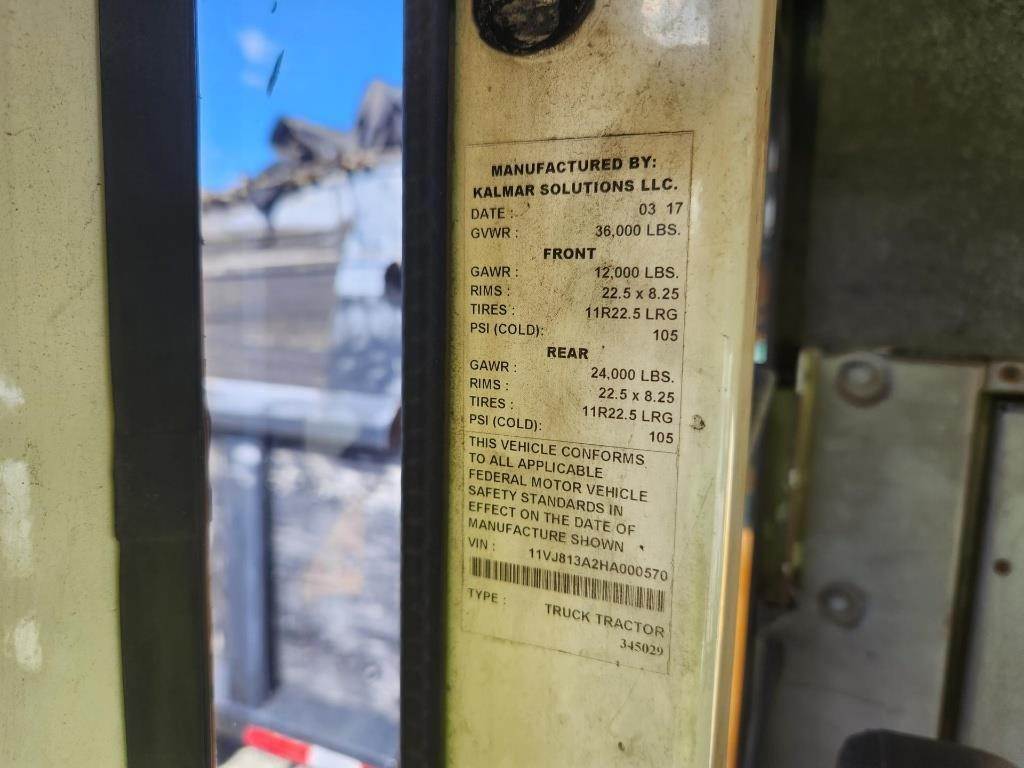 MANUFACTURED BY:
KALMAR SOLUTIONS LLC.
DATE : 03 17
GVWR : 36,000 LBS.
FRONT
GAWR : 12,000 LBS.
RIMS : 22.5 x 8.25
TIRES : 11R22.5 LRG
PSI (COLD): 105
REAR
GAWR : 24,000 LBS.
RIMS : 22.5 x 8.25
TIRES : 11R22.5 LRG
PSI (COLD): 105
THIS VEHICLE CONFORMS
TO ALL APPLICABLE
FEDERAL MOTOR VEHICLE
SAFETY STANDARDS IN
EFFECT ON THE DATE OF
MANUFACTURE SHOWN
VIN : 11VJ813A2HA000570
TYPE : TRUCK TRACTOR
345029